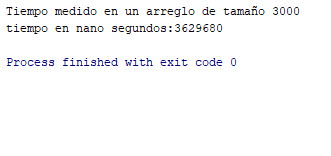 Tiempo medido en un arreglo de tamaño 3000
tiempo en nano segundos:3629680
Process finished with exit code 0